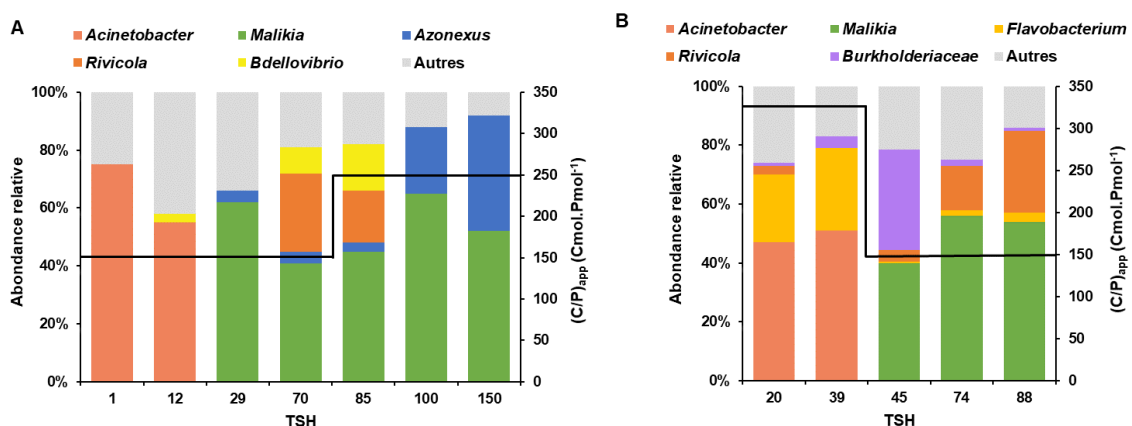 A
Acinetobacter Malikia Azonexus
Rivicola Bdellovibrio Autres
100% 80% 60% 40% 20% 0%
Abondance relative
350 300 250 200 150 100 50 0
(C/P)app (Cmol.Pmol-1)
1 12 29 70 85 100 150
TSH
B
Acinetobacter Malikia Flavobacterium
Rivicola Burkholderiaceae Autres
100% 80% 60% 40% 20% 0%
Abondance relative
350 300 250 200 150 100 50 0
(C/P)app (Cmol.Pmol-1)
20 39 45 74 88
TSH